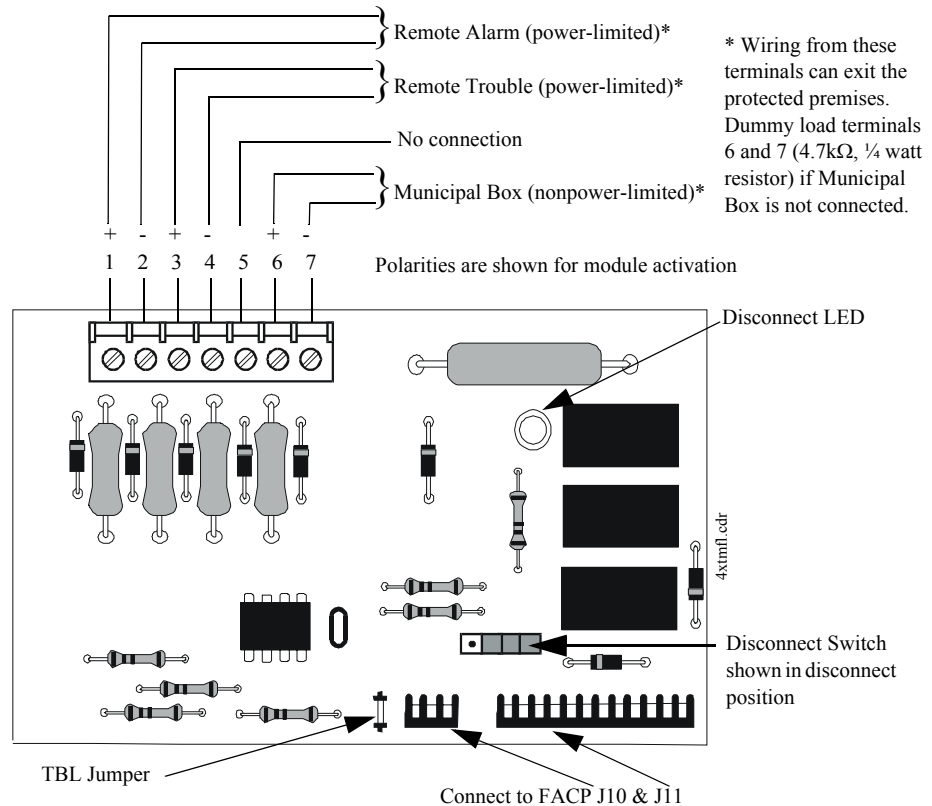 Remote Alarm (power-limited)*
Remote Trouble (power-limited)*
No connection
Municipal Box (nonpower-limited)*
* Wiring from these
terminals can exit the
protected premises.
Dummy load terminals
6 and 7 (4.7kΩ, ¼ watt
resistor) if Municipal
Box is not connected.
+ - + - + -
1 2 3 4 5 6 7
Polarities are shown for module activation
Disconnect LED
4xtmfl.cdr
Disconnect Switch
shown in disconnect
position
TBL Jumper
Connect to FACP J10 & J11